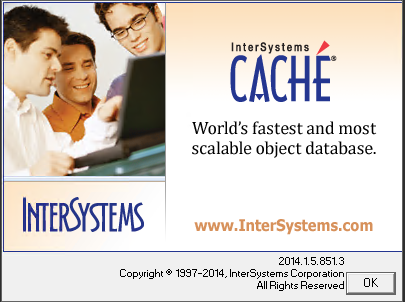 InterSystems
CACHÉ®
World's fastest and most
scalable object database.
INTERSYSTEMS
www.InterSystems.com
2014.1.5.851.3
Copyright © 1997-2014, InterSystems Corporation
All Rights Reserved
OK